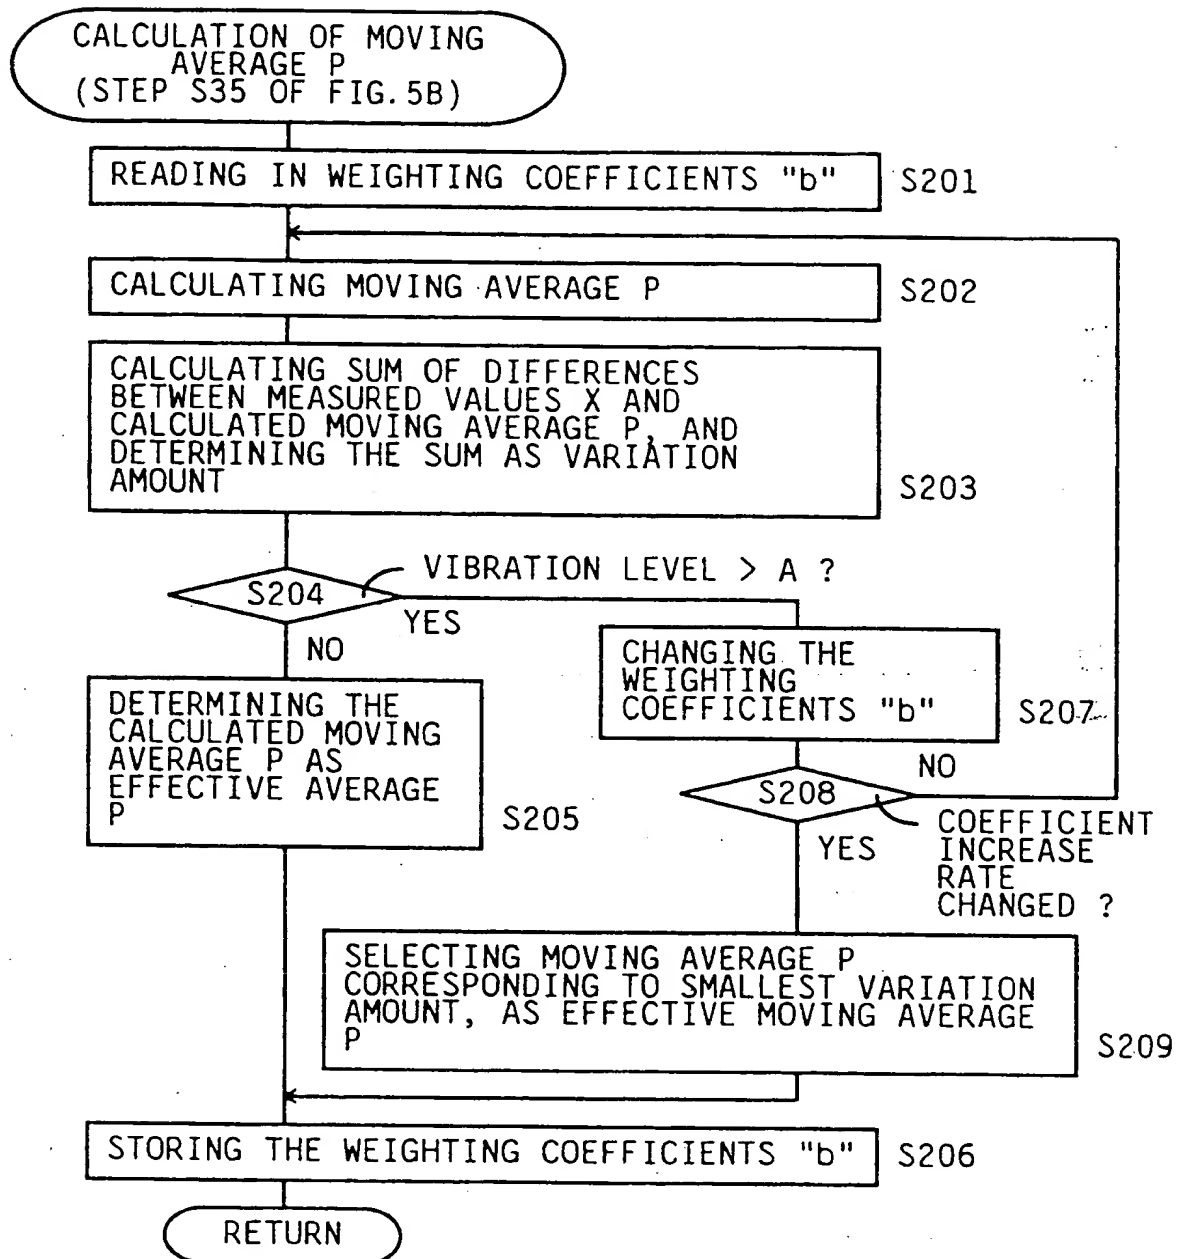 CALCULATION OF MOVING
AVERAGE P
(STEP S35 OF FIG.5B)
READING IN WEIGHTING COEFFICIENTS "b"
S201
CALCULATING MOVING AVERAGE P
S202
CALCULATING SUM OF DIFFERENCES
BETWEEN MEASURED VALUES X AND
CALCULATED MOVING AVERAGE P, AND
DETERMINING THE SUM AS VARIATION
AMOUNT
S203
S204
VIBRATION LEVEL > A ?
YES
NO
DETERMINING THE
CALCULATED MOVING
AVERAGE P AS
EFFECTIVE AVERAGE
P
S205
CHANGING THE
WEIGHTING
COEFFICIENTS "b"
S207
S208
NO
YES
COEFFICIENT
INCREASE
RATE
CHANGED ?
SELECTING MOVING AVERAGE P
CORRESPONDING TO SMALLEST VARIATION
AMOUNT, AS EFFECTIVE MOVING AVERAGE
P
S209
STORING THE WEIGHTING COEFFICIENTS "b"
S206
RETURN